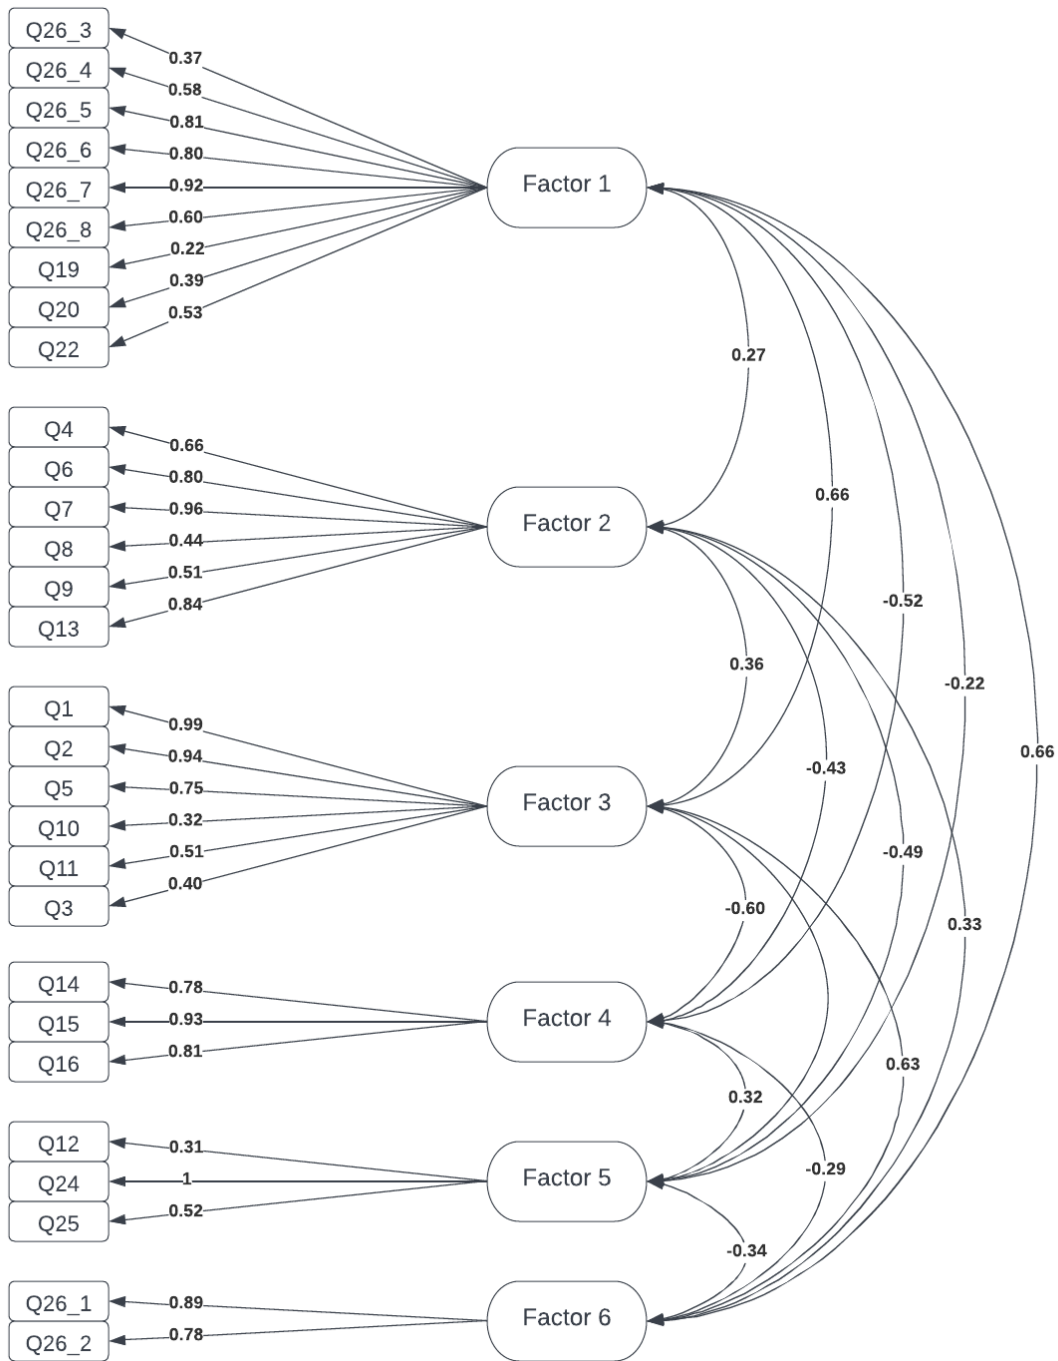 Q26_3
0.37
Q26_4
0.58
Q26_5
0.81
Q26_6
0.80
Q26_7
0.92
Q26_8
0.60
Q19
0.22
Q20
0.39
Q22
0.53
Factor 1
Q4
0.66
Q6
0.80
Q7
0.96
Q8
0.44
Q9
0.51
Q13
0.84
Factor 2
Q1
0.99
Q2
0.94
Q5
0.75
Q10
0.32
Q11
0.51
Q3
0.40
Factor 3
Q14
0.78
Q15
0.93
Q16
0.81
Factor 4
Q12
0.31
Q24
1
Q25
0.52
Factor 5
Q26_1
0.89
Q26_2
0.78
Factor 6
0.27
0.66
-0.52
-0.22
0.66
0.36
-0.43
-0.49
0.33
-0.60
0.63
0.32
-0.29
-0.34